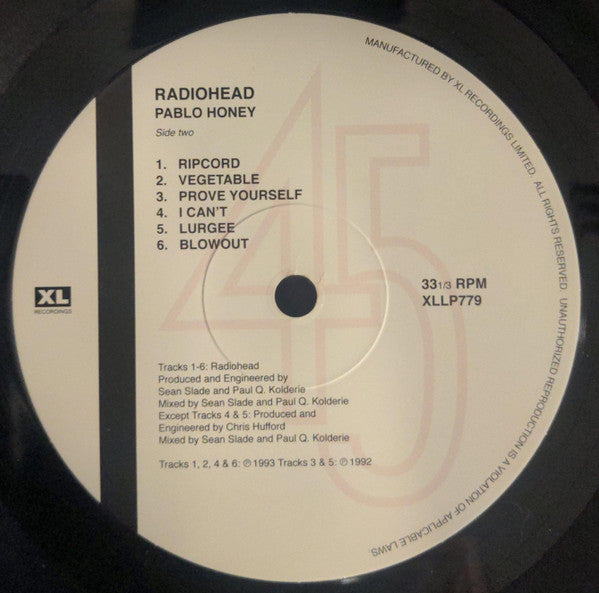 RADIOHEAD
PABLO HONEY
Side two
1. RIPCORD
2. VEGETABLE
3. PROVE YOURSELF
4. I CAN'T
5. LURGEE
6. BLOWOUT
45
XL
RECORDINGS
33 1/3 RPM
XLLP779
Tracks 1-6: Radiohead
Produced and Engineered by
Sean Slade and Paul Q. Kolderie
Mixed by Sean Slade and Paul Q. Kolderie
Except Tracks 4 & 5: Produced and
Engineered by Chris Hufford
Mixed by Sean Slade and Paul Q. Kolderie
Tracks 1, 2, 4 & 6: ℗ 1993 Tracks 3 & 5: ℗ 1992
MANUFACTURED BY XL RECORDINGS LIMITED. ALL RIGHTS RESERVED. UNAUTHORIZED REPRODUCTION IS A VIOLATION OF APPLICABLE LAWS.